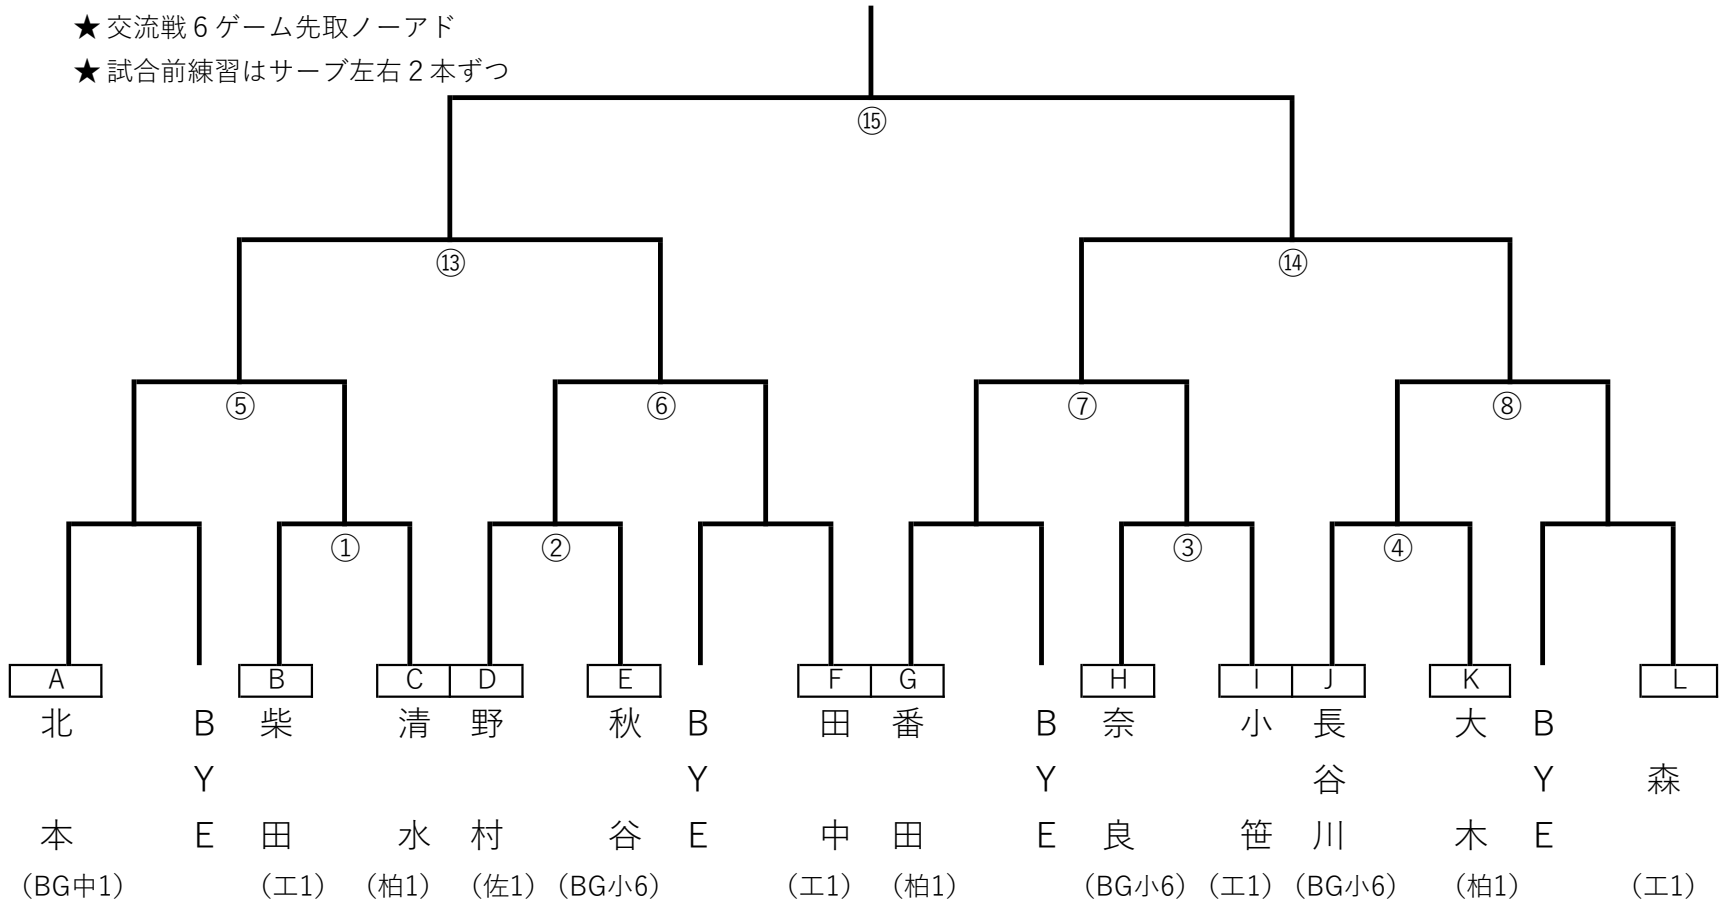 ★ 交流戦6ゲーム先取ノーアド
★ 試合前練習はサーブ左右2本ずつ
⑮
⑬ ⑭
⑤ ⑥ ⑦ ⑧
① ② ③ ④
A B C D E F G H I J K L
北本 BYE 柴田 清水 野村 秋谷 BYE 田中 番田 BYE 奈良 小笹 長谷川 大木 BYE 森
(BG中1) (工1) (柏1) (佐1) (BG小6) (工1) (柏1) (BG小6) (工1) (BG小6) (柏1) (工1)